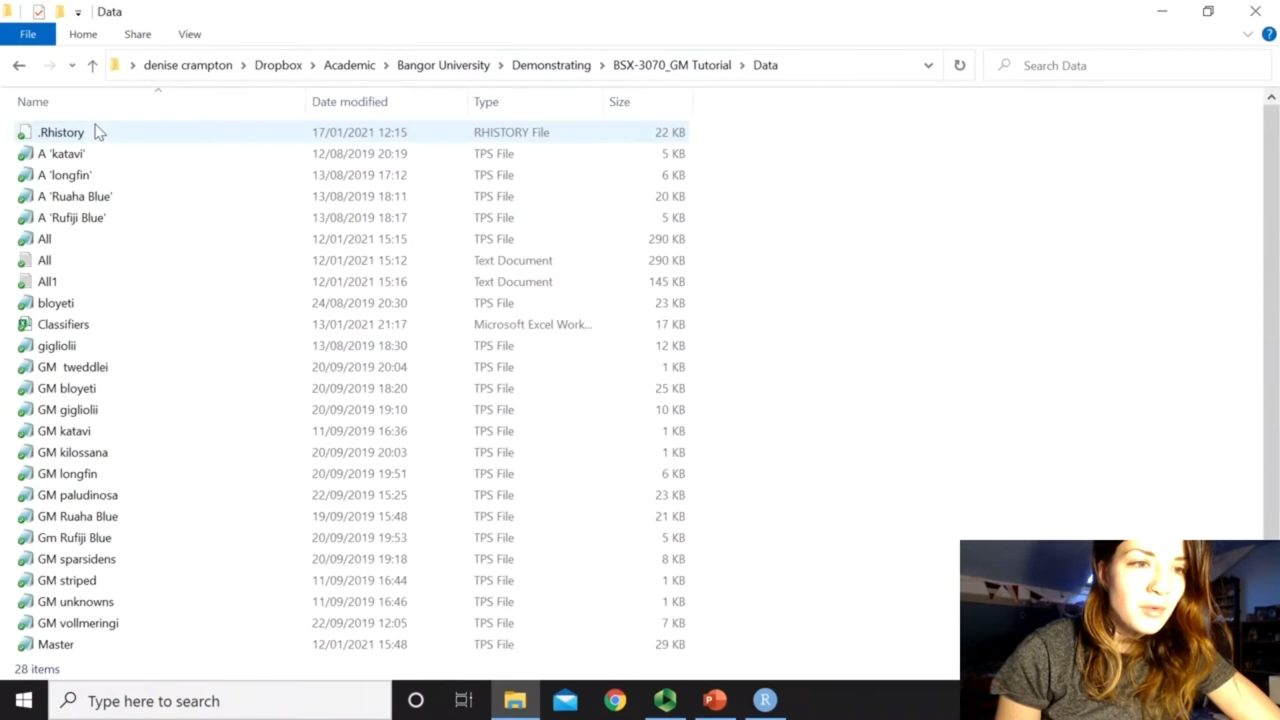 Data
File Home Share View
denise crampton Dropbox Academic Bangor University Demonstrating BSX-3070_GM Tutorial Data Search Data
Name Date modified Type Size
.Rhistory 17/01/2021 12:15 RHISTORY File 22 KB
A 'katavi' 12/08/2019 20:19 TPS File 5 KB
A 'longfin' 13/08/2019 17:12 TPS File 6 KB
A 'Ruaha Blue' 13/08/2019 18:11 TPS File 20 KB
A 'Rufiji Blue' 13/08/2019 18:17 TPS File 5 KB
All 12/01/2021 15:15 TPS File 290 KB
All 12/01/2021 15:12 Text Document 290 KB
All1 12/01/2021 15:16 Text Document 145 KB
bloyeti 24/08/2019 20:30 TPS File 23 KB
Classifiers 13/01/2021 21:17 Microsoft Excel Work... 17 KB
gigliolii 13/08/2019 18:30 TPS File 12 KB
GM  tweddlei 20/09/2019 20:04 TPS File 1 KB
GM bloyeti 20/09/2019 18:20 TPS File 25 KB
GM gigliolii 20/09/2019 19:10 TPS File 10 KB
GM katavi 11/09/2019 16:36 TPS File 1 KB
GM kilossana 20/09/2019 20:03 TPS File 1 KB
GM longfin 20/09/2019 19:51 TPS File 6 KB
GM paludinosa 22/09/2019 15:25 TPS File 23 KB
GM Ruaha Blue 19/09/2019 15:48 TPS File 21 KB
Gm Rufiji Blue 20/09/2019 19:53 TPS File 5 KB
GM sparsidens 20/09/2019 19:18 TPS File 8 KB
GM striped 11/09/2019 16:44 TPS File 1 KB
GM unknowns 11/09/2019 16:46 TPS File 1 KB
GM vollmeringi 22/09/2019 12:05 TPS File 7 KB
Master 12/01/2021 15:48 TPS File 29 KB
28 items
Type here to search